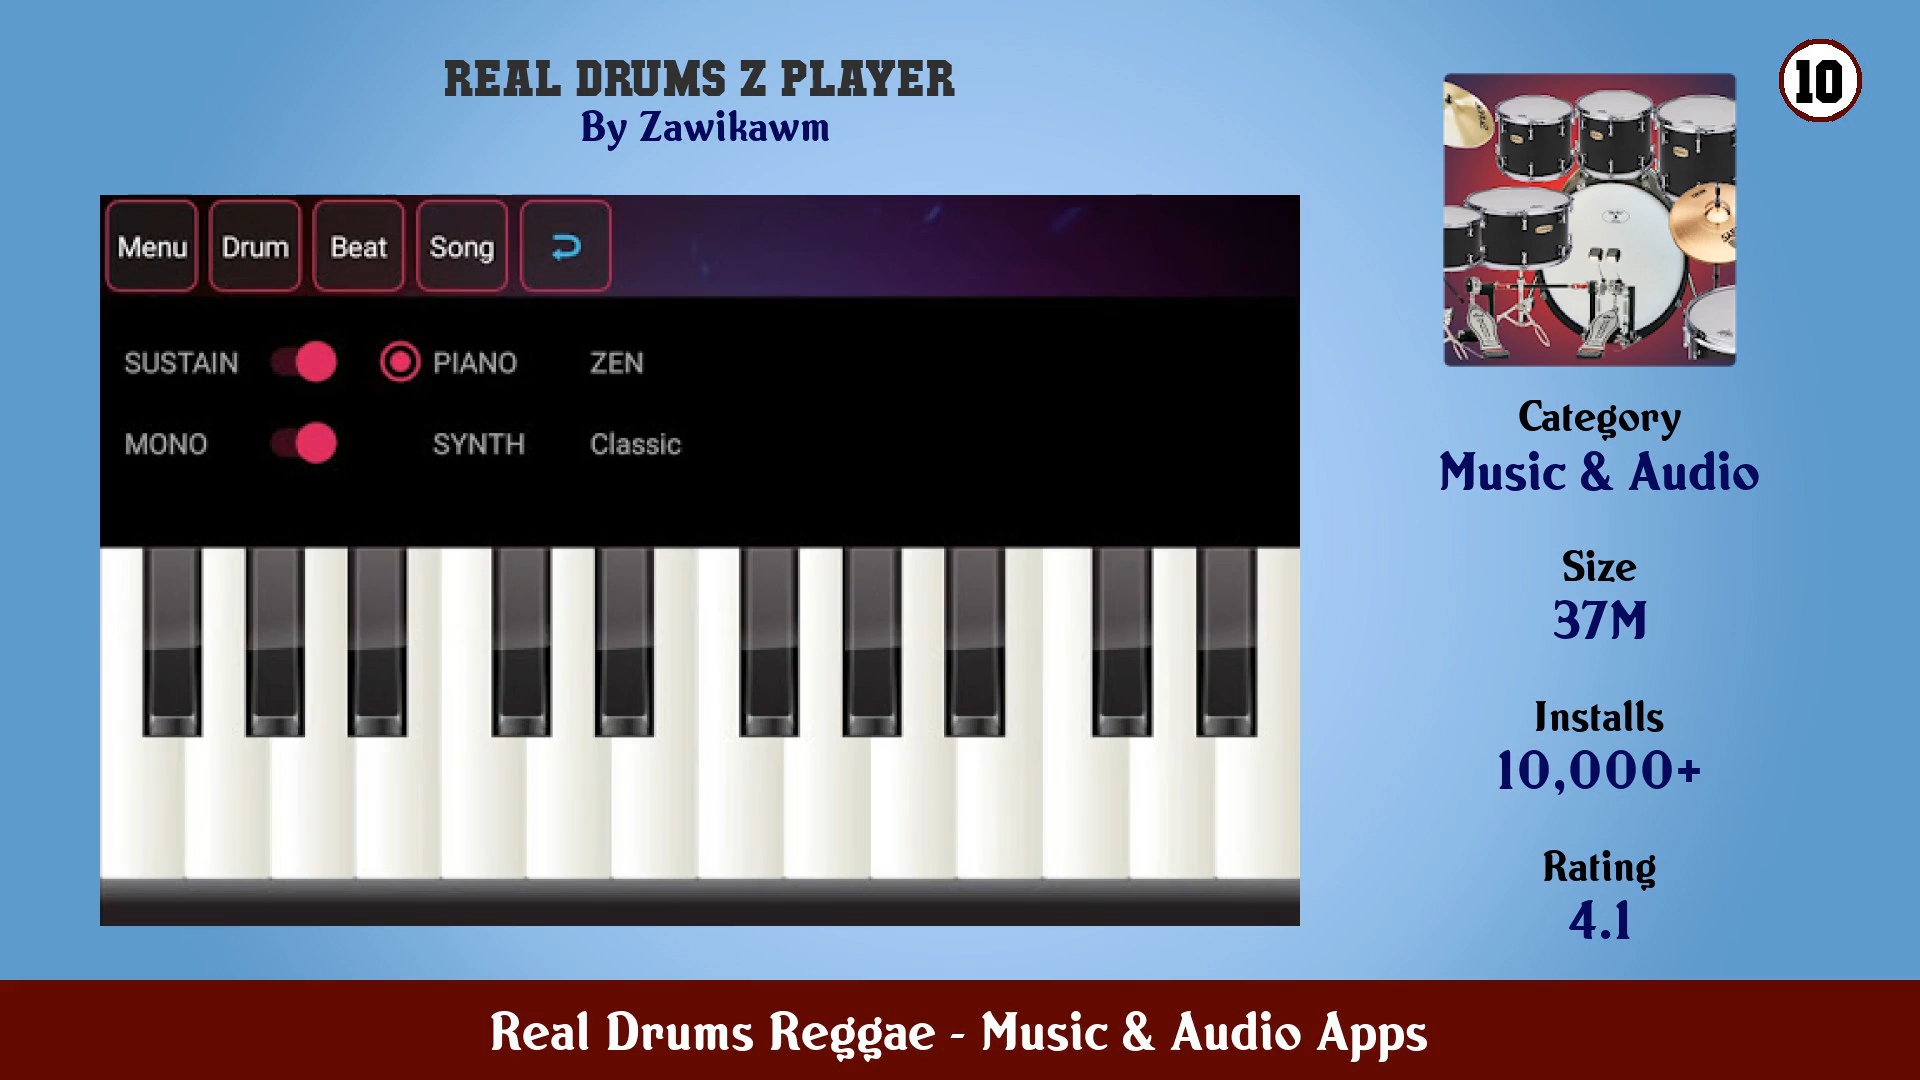 REAL DRUMS Z PLAYER
By Zawikawm
10
Menu Drum Beat Song
SUSTAIN PIANO ZEN
MONO SYNTH Classic
Category
Music & Audio
Size
37M
Installs
10,000+
Rating
4.1
Real Drums Reggae - Music & Audio Apps